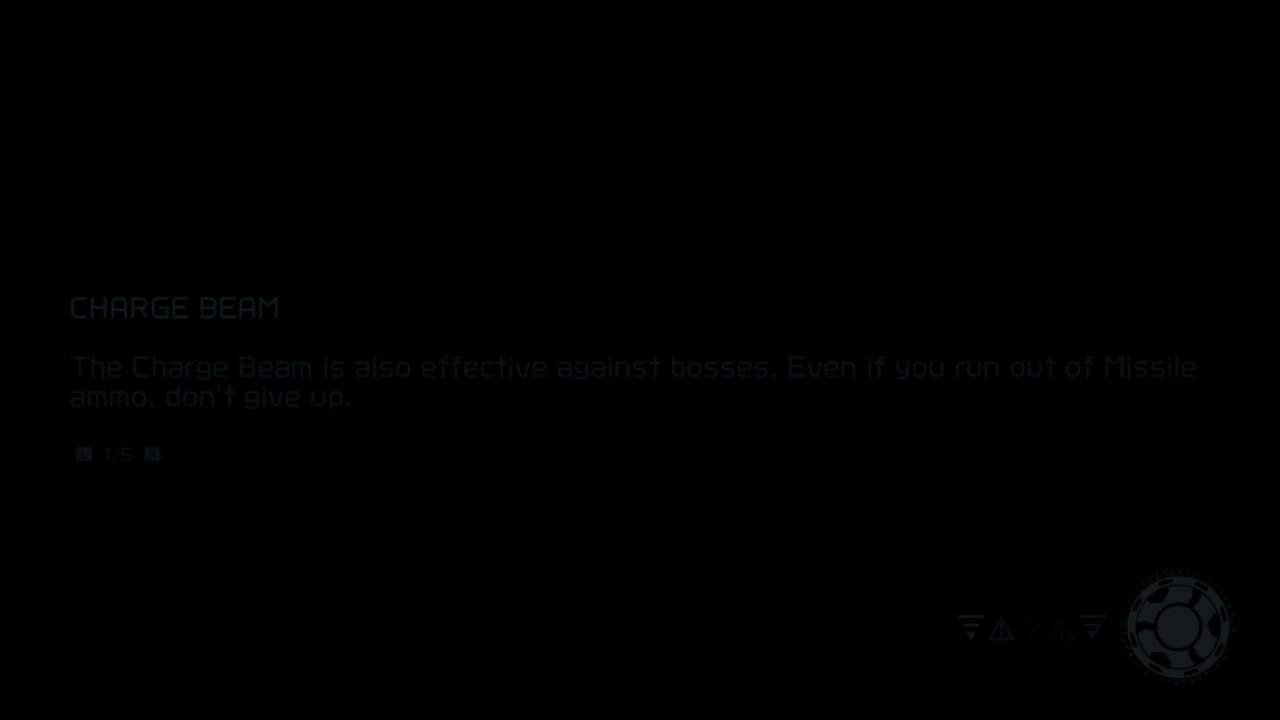 CHARGE BEAM
The Charge Beam is also effective against bosses. Even if you run out of Missile
ammo, don't give up.
L 1/5 R